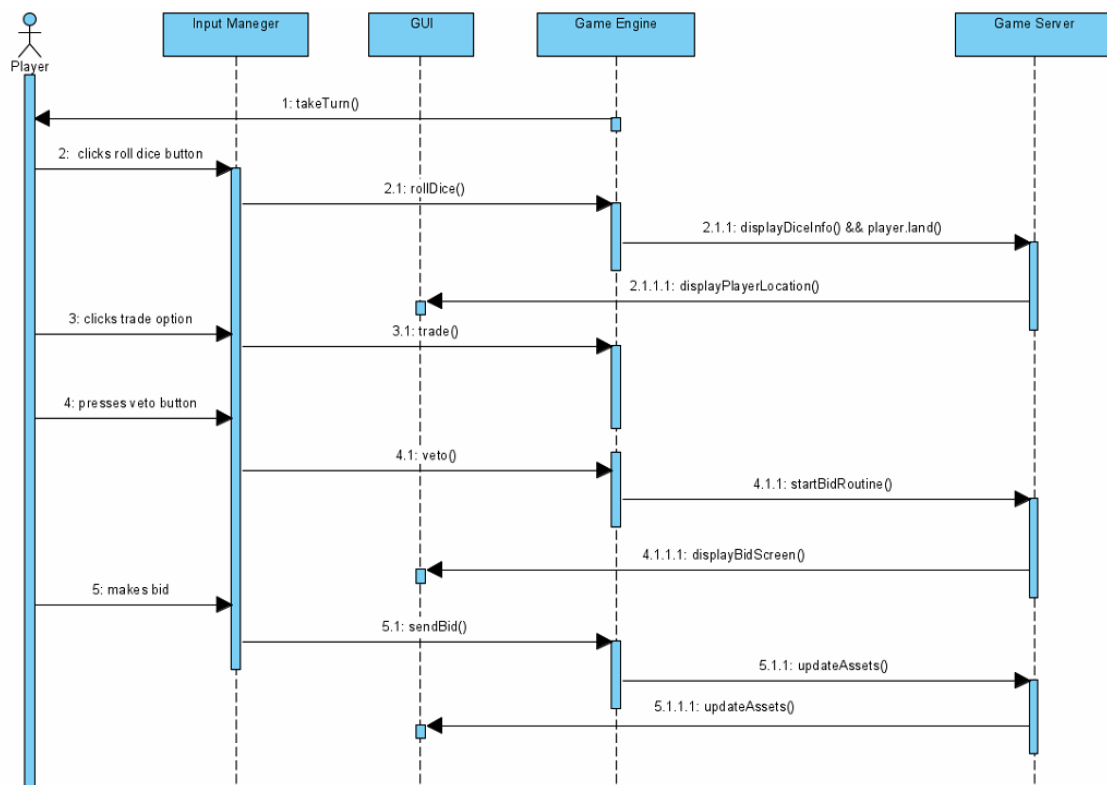 Input Maneger
GUI
Game Engine
Game Server
Player
1: takeTurn()
2:  clicks roll dice button
2.1: rollDice()
2.1.1: displayDiceInfo() && player.land()
2.1.1.1: displayPlayerLocation()
3: clicks trade option
3.1: trade()
4: presses veto button
4.1: veto()
4.1.1: startBidRoutine()
4.1.1.1: displayBidScreen()
5: makes bid
5.1: sendBid()
5.1.1: updateAssets()
5.1.1.1: updateAssets()